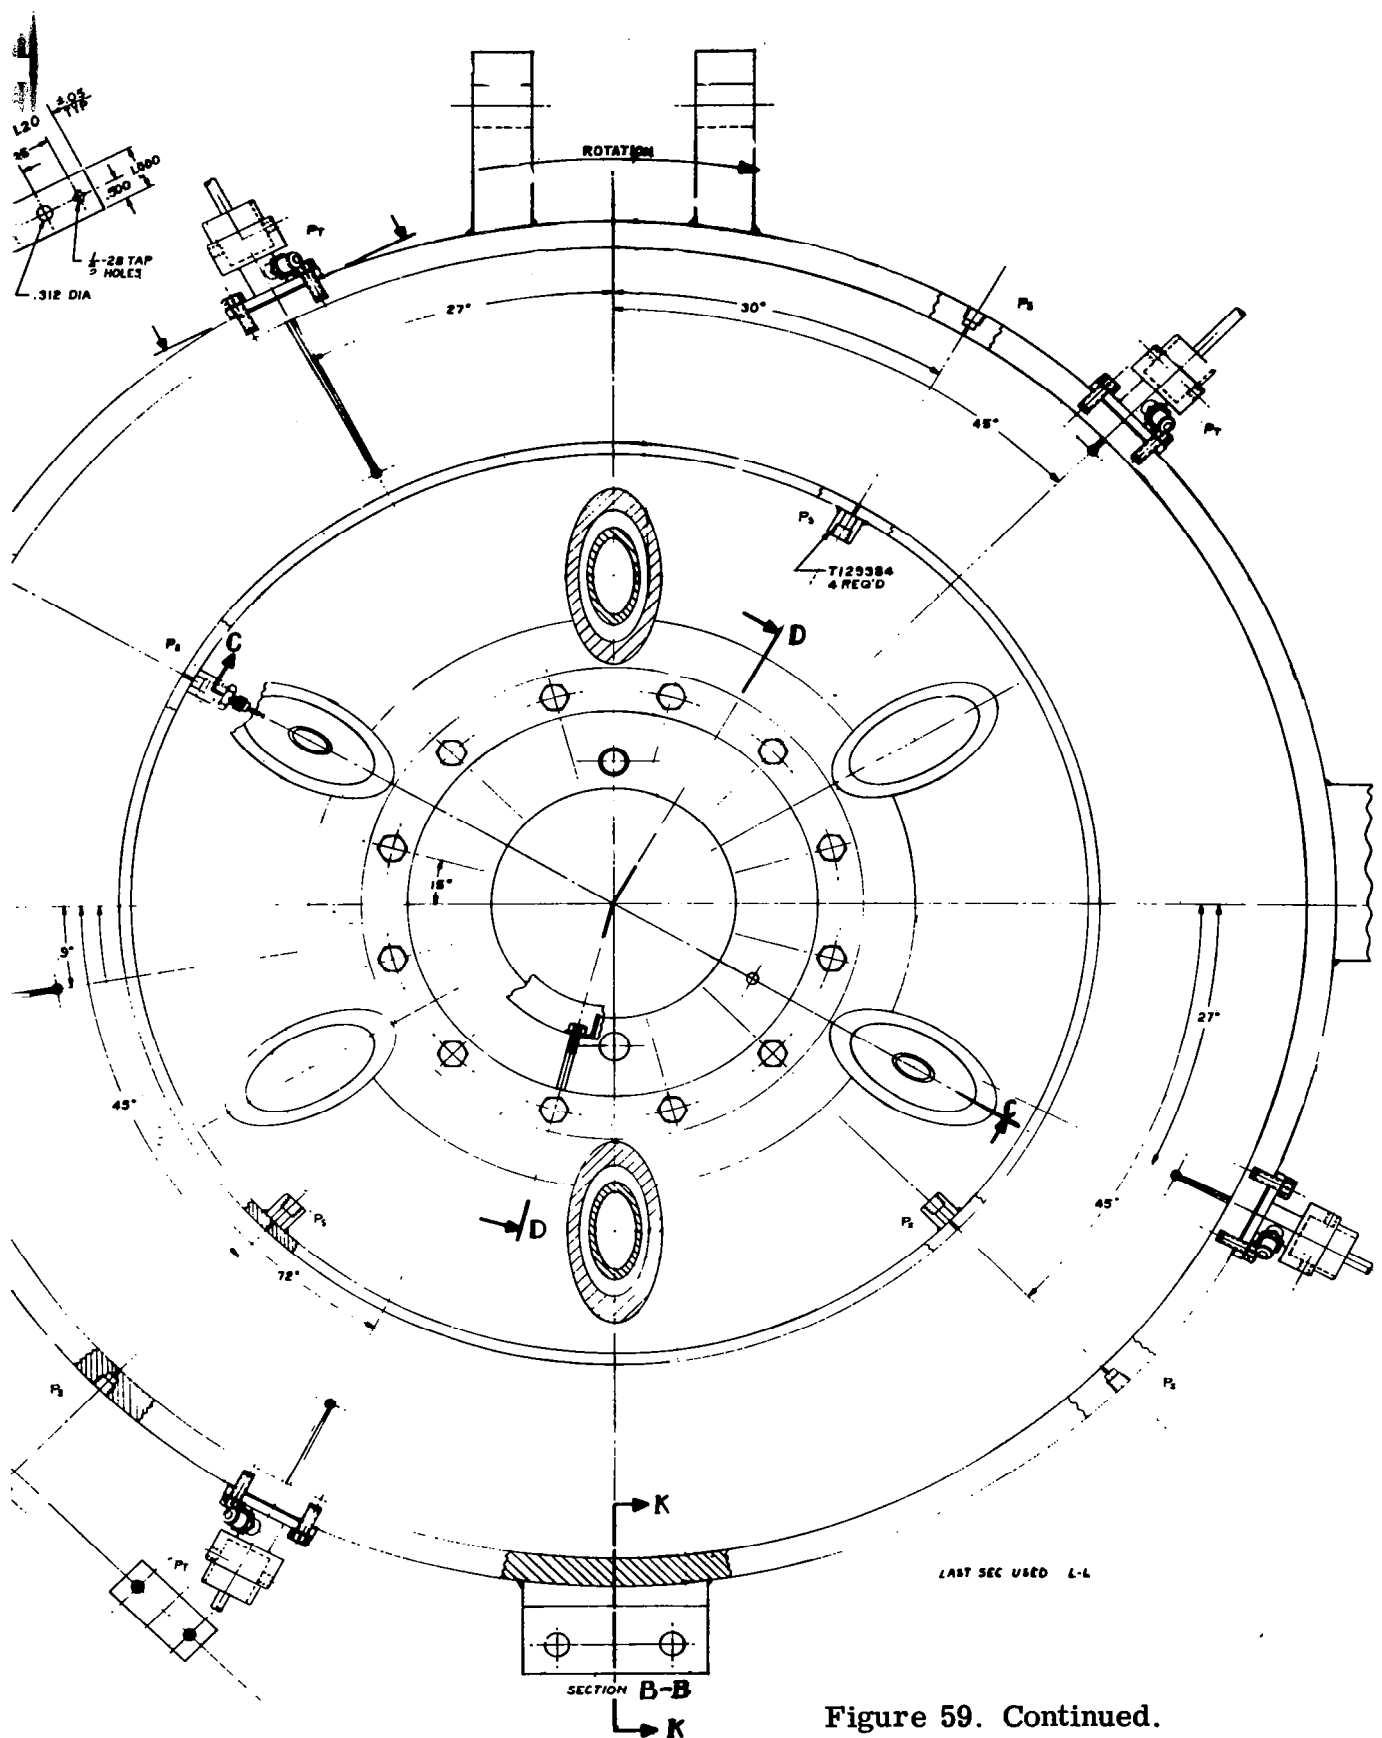 ±.05
TYP
1.20
1.000
.500
¼-28 TAP
2 HOLES
.312 DIA
ROTATION
PT
27°
30°
PS
45°
PT
PS
T129384
4 REQ'D
D
PS
C
15°
9°
27°
45°
C
45°
PS
D
PS
72°
PS
PS
PT
K
LAST SEC USED L-L
SECTION B-B
K
Figure 59. Continued.